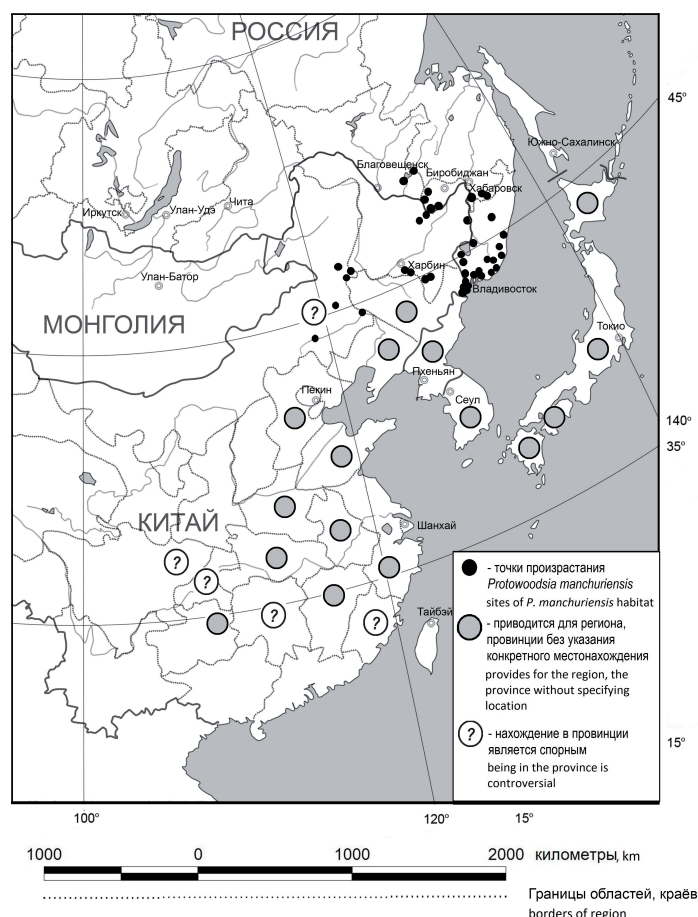 РОССИЯ
45°
Южно-Сахалинск
Благовещенск
Биробиджан
Хабаровск
Иркутск
Улан-Удэ
Чита
Улан-Батор
Харбин
Владивосток
МОНГОЛИЯ
?
Токио
Пхеньян
Пекин
Сеул
140°
35°
КИТАЙ
Шанхай
?
?
?
?
Тайбэй
- точки произрастания
Protowoodsia manchuriensis
sites of P. manchuriensis habitat
- приводится для региона,
провинции без указания
конкретного местонахождения
provides for the region, the
province without specifying
location
? - нахождение в провинции
является спорным
being in the province is
controversial
15°
100°
120°
15°
1000 0 1000 2000 километры, km
Границы областей, краёв
borders of region